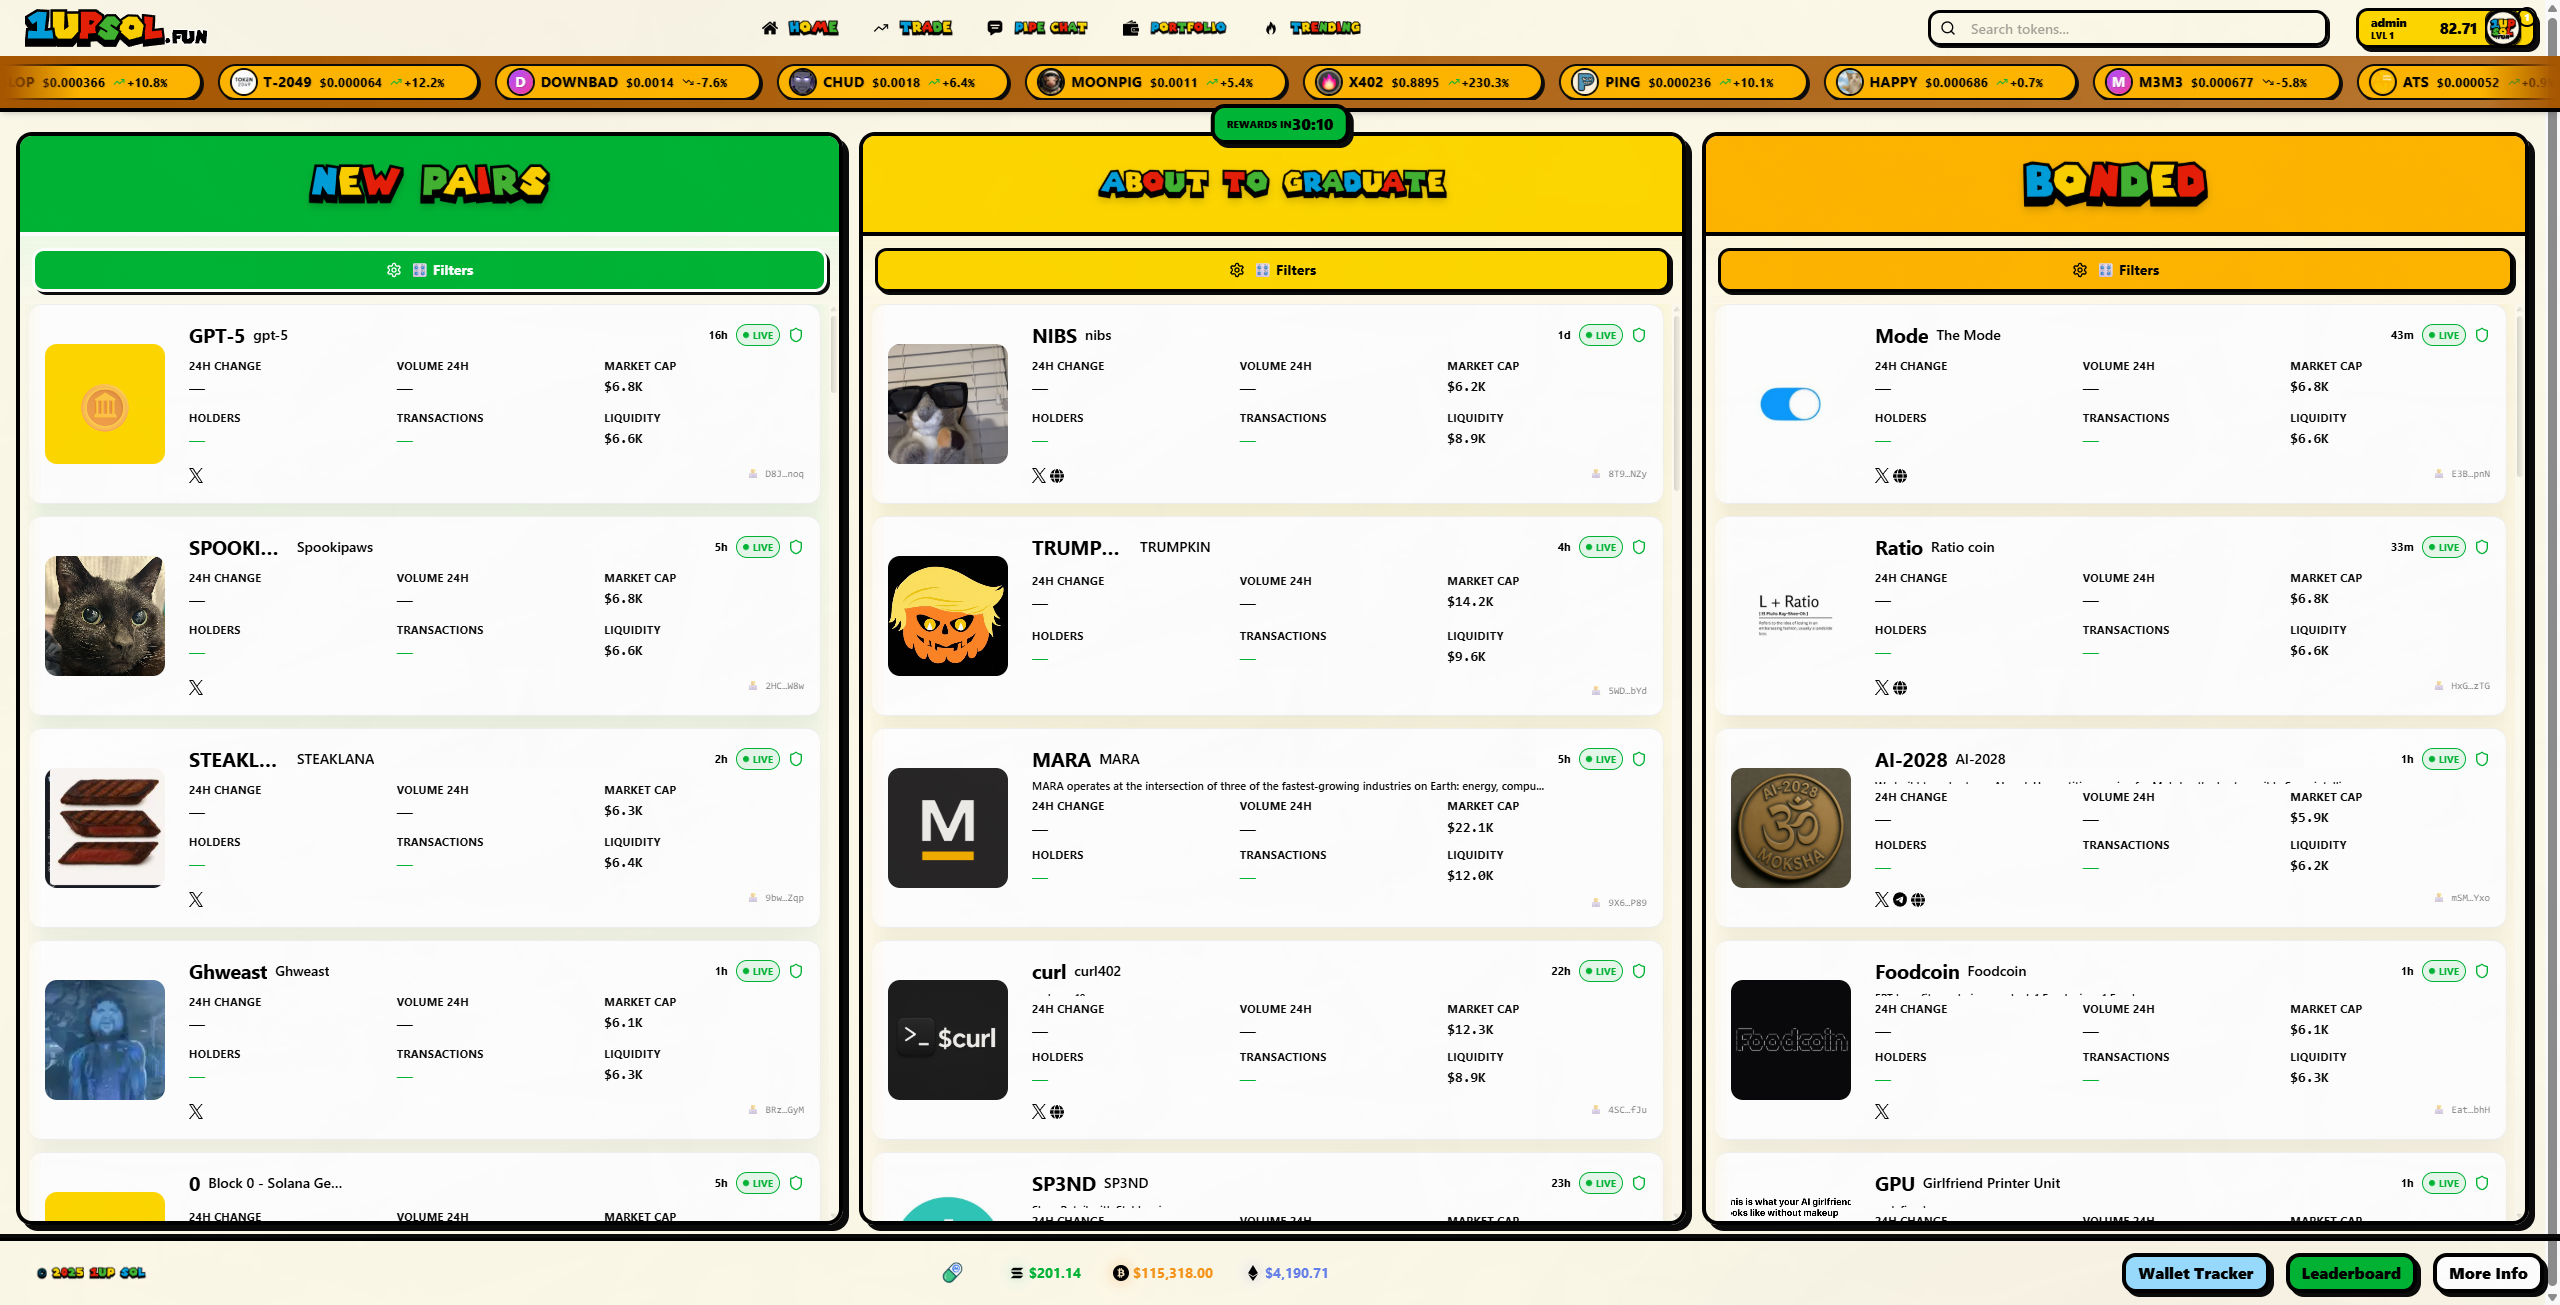 1UPSOL.FUN
HOME
TRADE
PIPE CHAT
PORTFOLIO
TRENDING
Search tokens...
admin
LVL 1
82.71
LOP $0.000366 +10.8%
T-2049 $0.000064 +12.2%
D DOWNBAD $0.0014 -7.6%
CHUD $0.0018 +6.4%
MOONPIG $0.0011 +5.4%
X402 $0.8895 +230.3%
PING $0.000236 +10.1%
HAPPY $0.000686 +0.7%
M M3M3 $0.000677 -5.8%
ATS $0.000052
REWARDS IN 30:10
NEW PAIRS
Filters
GPT-5 gpt-5 16h LIVE
24H CHANGE VOLUME 24H MARKET CAP
— — $6.8K
HOLDERS TRANSACTIONS LIQUIDITY
— — $6.6K
D8J...noq
SPOOKI... Spookipaws 5h LIVE
24H CHANGE VOLUME 24H MARKET CAP
— — $6.8K
HOLDERS TRANSACTIONS LIQUIDITY
— — $6.6K
2HC...W8w
STEAKL... STEAKLANA 2h LIVE
24H CHANGE VOLUME 24H MARKET CAP
— — $6.3K
HOLDERS TRANSACTIONS LIQUIDITY
— — $6.4K
9bw...Zqp
Ghweast Ghweast 1h LIVE
24H CHANGE VOLUME 24H MARKET CAP
— — $6.1K
HOLDERS TRANSACTIONS LIQUIDITY
— — $6.3K
BRz...GyM
0 Block 0 - Solana Ge... 5h LIVE
24H CHANGE VOLUME 24H MARKET CAP
ABOUT TO GRADUATE
Filters
NIBS nibs 1d LIVE
24H CHANGE VOLUME 24H MARKET CAP
— — $6.2K
HOLDERS TRANSACTIONS LIQUIDITY
— — $8.9K
8T9...NZy
TRUMP... TRUMPKIN 4h LIVE
24H CHANGE VOLUME 24H MARKET CAP
— — $14.2K
HOLDERS TRANSACTIONS LIQUIDITY
— — $9.6K
5WD...bYd
M
MARA MARA 5h LIVE
MARA operates at the intersection of three of the fastest-growing industries on Earth: energy, compu...
24H CHANGE VOLUME 24H MARKET CAP
— — $22.1K
HOLDERS TRANSACTIONS LIQUIDITY
— — $12.0K
9X6...P89
>_ $curl
curl curl402 22h LIVE
24H CHANGE VOLUME 24H MARKET CAP
— — $12.3K
HOLDERS TRANSACTIONS LIQUIDITY
— — $8.9K
4SC...fJu
SP3ND SP3ND 23h LIVE
24H CHANGE VOLUME 24H MARKET CAP
BONDED
Filters
Mode The Mode 43m LIVE
24H CHANGE VOLUME 24H MARKET CAP
— — $6.8K
HOLDERS TRANSACTIONS LIQUIDITY
— — $6.6K
E3B...pnN
L + Ratio
Ratio Ratio coin 33m LIVE
24H CHANGE VOLUME 24H MARKET CAP
— — $6.8K
HOLDERS TRANSACTIONS LIQUIDITY
— — $6.6K
HxG...zTG
AI-2028
ॐ
MOKSHA
AI-2028 AI-2028 1h LIVE
24H CHANGE VOLUME 24H MARKET CAP
— — $5.9K
HOLDERS TRANSACTIONS LIQUIDITY
— — $6.2K
mSM...Yxo
Foodcoin
Foodcoin Foodcoin 1h LIVE
24H CHANGE VOLUME 24H MARKET CAP
— — $6.1K
HOLDERS TRANSACTIONS LIQUIDITY
— — $6.3K
Eat...bhH
is is what your AI girlfriend
looks like without makeup
GPU Girlfriend Printer Unit 1h LIVE
24H CHANGE VOLUME 24H MARKET CAP
© 2025 1UP SOL
$201.14
$115,318.00
$4,190.71
Wallet Tracker
Leaderboard
More Info